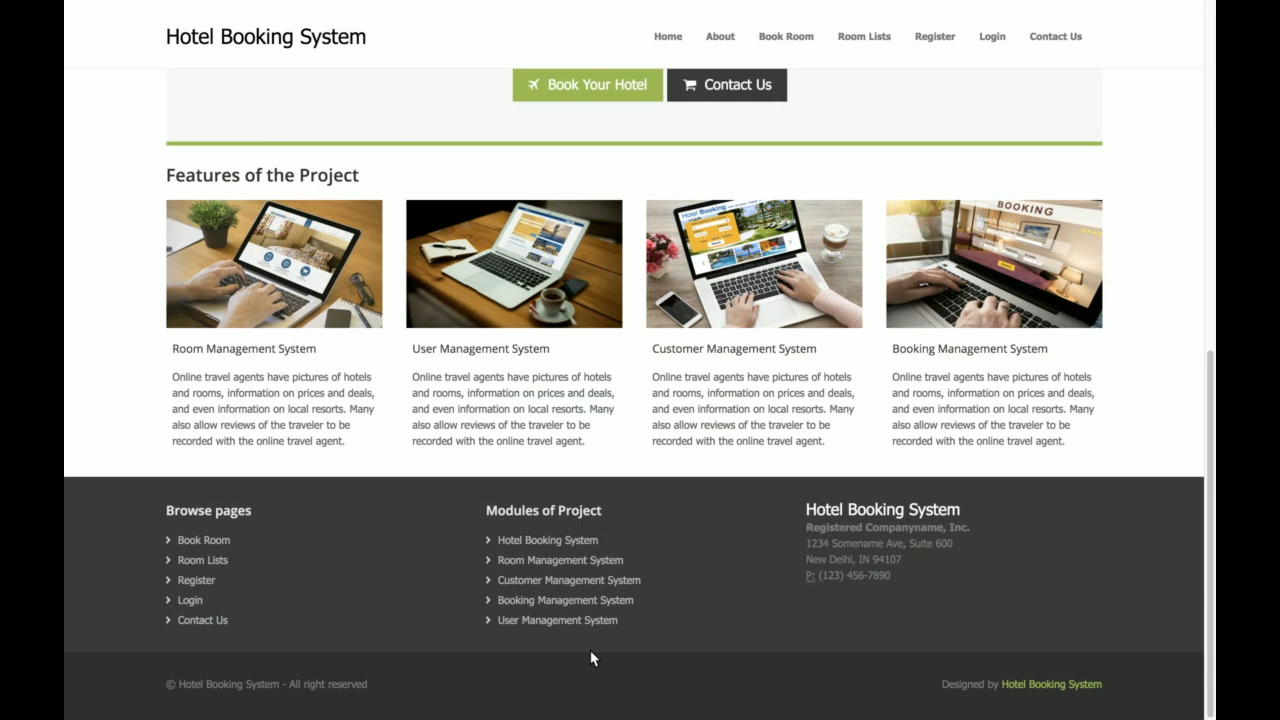 Hotel Booking System
Home About Book Room Room Lists Register Login Contact Us
Book Your Hotel Contact Us
Features of the Project
Hotel Booking
BOOKING
Room Management System
Online travel agents have pictures of hotels
and rooms, information on prices and deals,
and even information on local resorts. Many
also allow reviews of the traveler to be
recorded with the online travel agent.
User Management System
Online travel agents have pictures of hotels
and rooms, information on prices and deals,
and even information on local resorts. Many
also allow reviews of the traveler to be
recorded with the online travel agent.
Customer Management System
Online travel agents have pictures of hotels
and rooms, information on prices and deals,
and even information on local resorts. Many
also allow reviews of the traveler to be
recorded with the online travel agent.
Booking Management System
Online travel agents have pictures of hotels
and rooms, information on prices and deals,
and even information on local resorts. Many
also allow reviews of the traveler to be
recorded with the online travel agent.
Browse pages
Book Room
Room Lists
Register
Login
Contact Us
Modules of Project
Hotel Booking System
Room Management System
Customer Management System
Booking Management System
User Management System
Hotel Booking System
Registered Companyname, Inc.
1234 Somename Ave, Suite 600
New Delhi, IN 94107
P: (123) 456-7890
© Hotel Booking System - All right reserved
Designed by Hotel Booking System